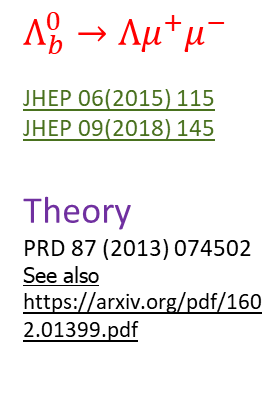 Λ⁰_b → Λμ⁺μ⁻
JHEP 06(2015) 115
JHEP 09(2018) 145
Theory
PRD 87 (2013) 074502
See also
https://arxiv.org/pdf/160
2.01399.pdf